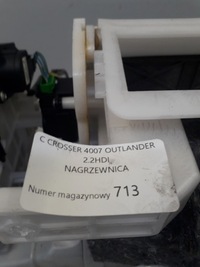 C CROSSER 4007 OUTLANDER
2.2HDI
NAGRZEWNICA
Numer magazynowy 713